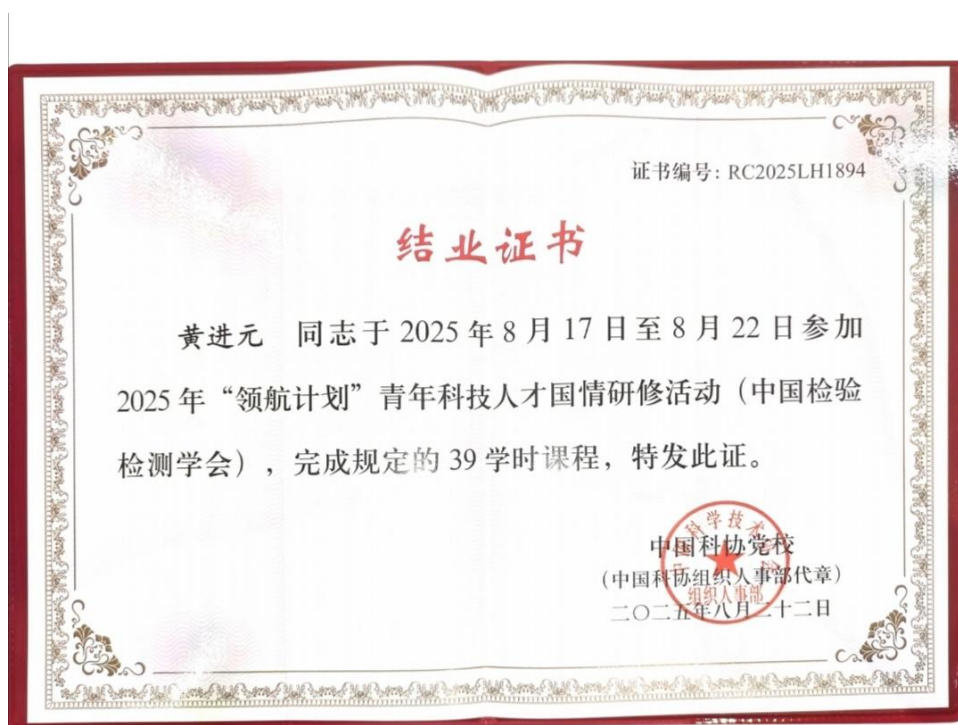 证书编号：RC2025LH1894
结业证书
黄进元 同志于 2025 年 8 月 17 日至 8 月 22 日参加
2025 年“领航计划”青年科技人才国情研修活动（中国检验
检测学会），完成规定的 39 学时课程，特发此证。
中国科协党校
（中国科协组织人事部代章）
二〇二五年八月二十二日
组织人事部